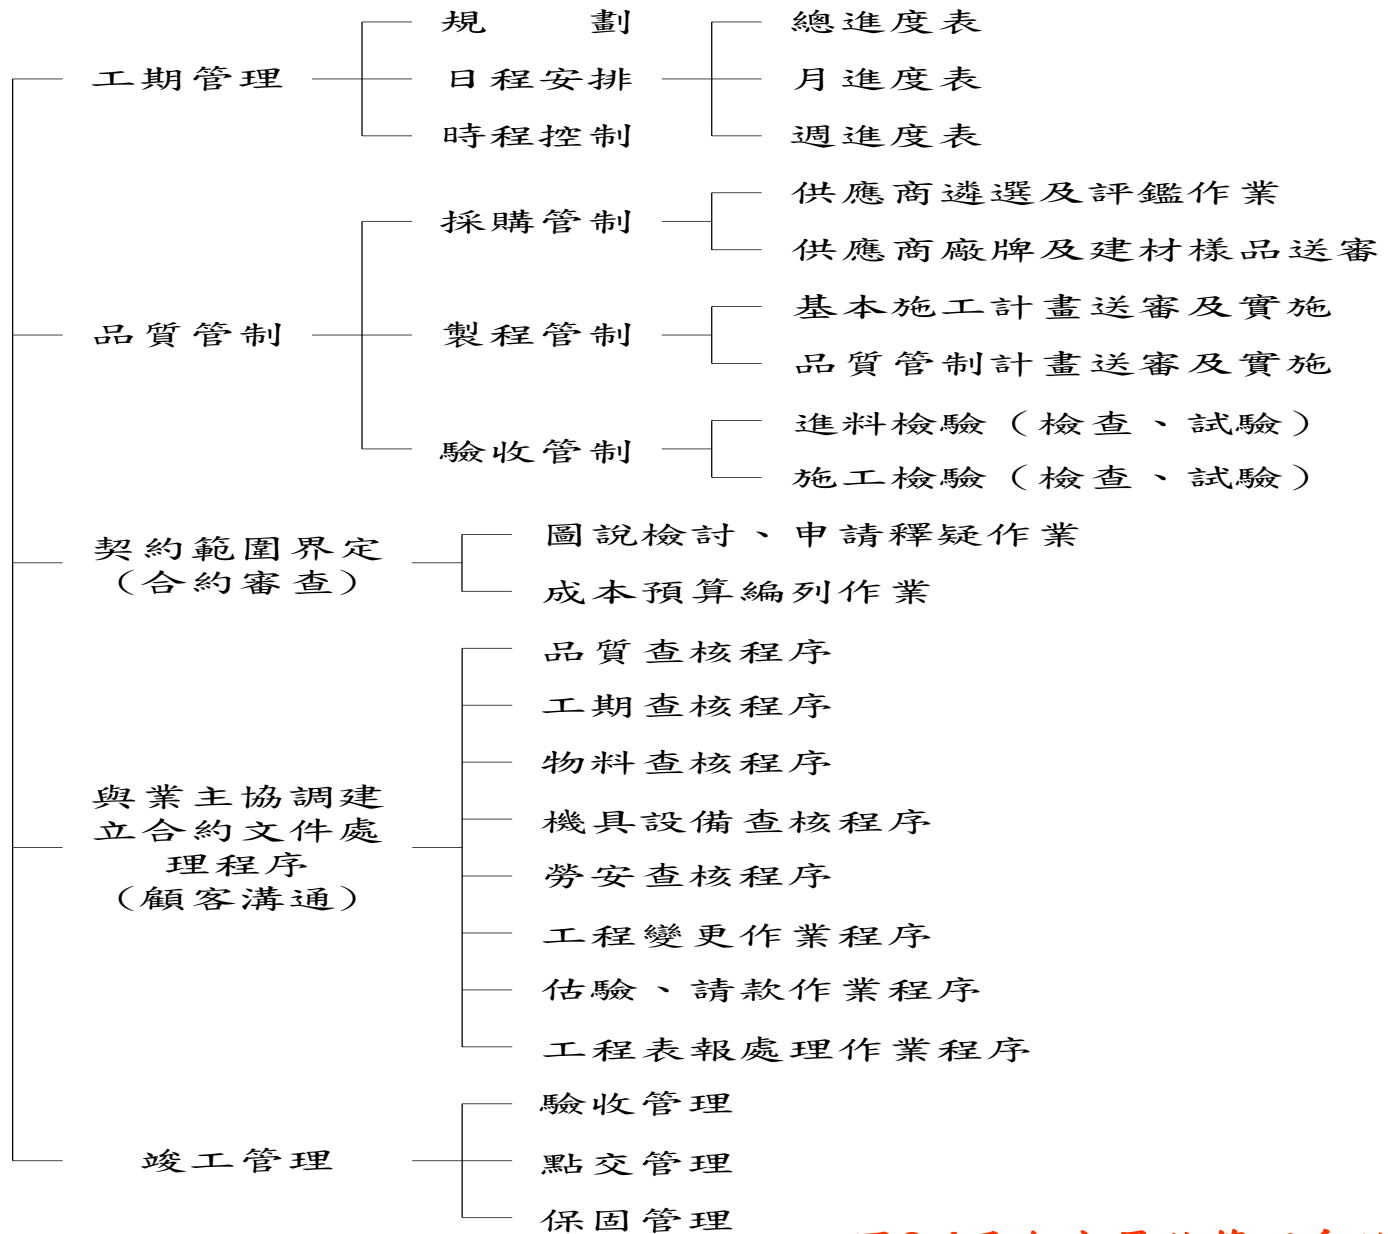 規 劃
總進度表
工期管理
日程安排
月進度表
時程控制
週進度表
供應商遴選及評鑑作業
採購管制
供應商廠牌及建材樣品送審
基本施工計畫送審及實施
品質管制
製程管制
品質管制計畫送審及實施
進料檢驗（檢查、試驗）
驗收管制
施工檢驗（檢查、試驗）
契約範圍界定
（合約審查）
圖說檢討、申請釋疑作業
成本預算編列作業
品質查核程序
工期查核程序
物料查核程序
與業主協調建
立合約文件處
理程序
（顧客溝通）
機具設備查核程序
勞安查核程序
工程變更作業程序
估驗、請款作業程序
工程表報處理作業程序
驗收管理
竣工管理
點交管理
保固管理